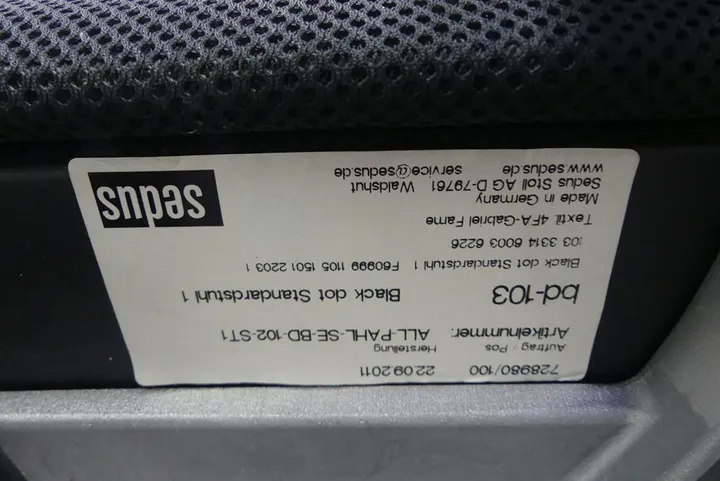 728980/100 22.09.2011
Auftrag / Pos Herstellung
Artikelnummer: ALL-PAHL-SE-BD-102-ST1
bd-103 Black dot Standardstuhl 1
Black dot Standardstuhl 1 F60999 1105 1501 2203 1
103 3314 6003 6226
Textil 4FA-Gabriel Fame
Made in Germany
Sedus Stoll AG D-79761 Waldshut
www.sedus.de service@sedus.de
sedus